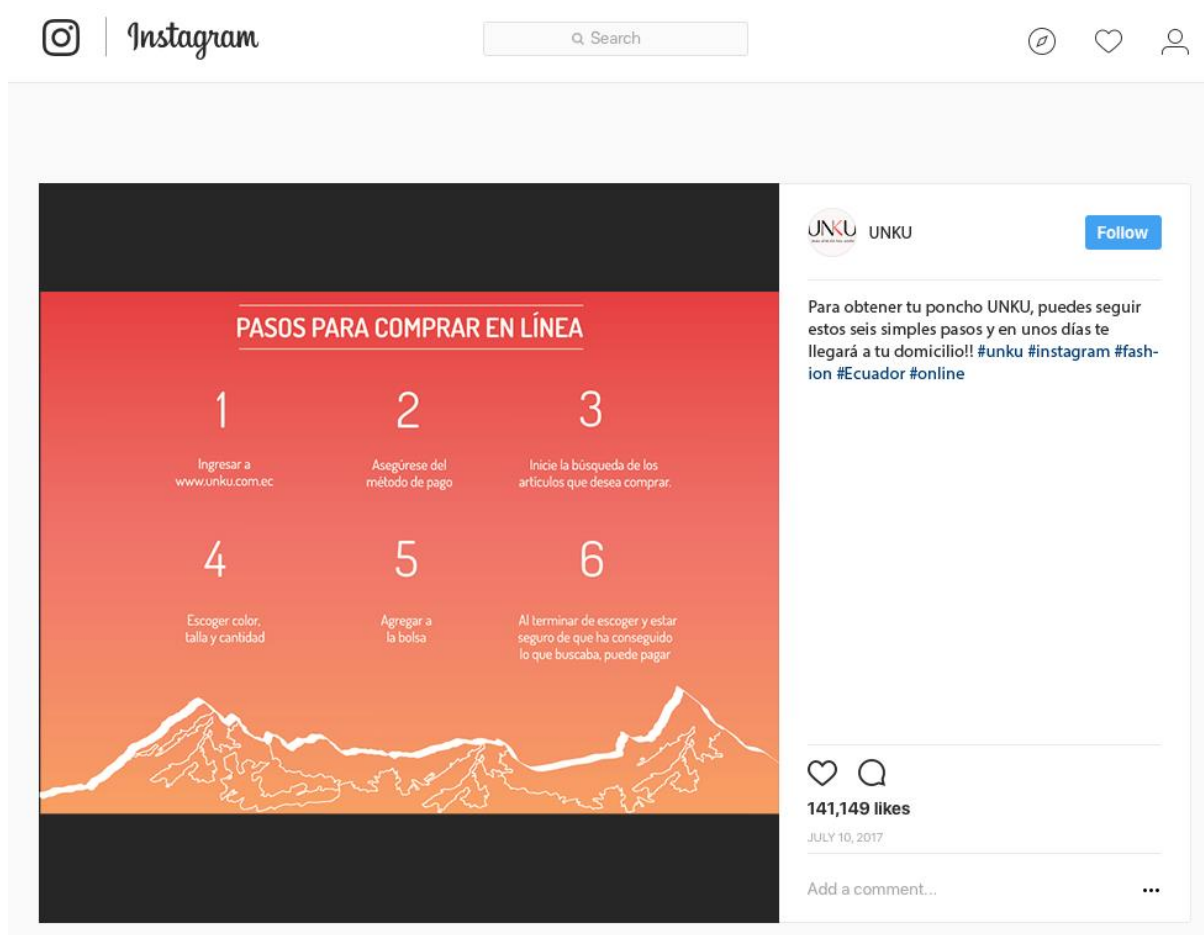 Instagram
Search
PASOS PARA COMPRAR EN LÍNEA
1
Ingresar a
www.unku.com.ec
2
Asegúrese del
método de pago
3
Inicie la búsqueda de los
artículos que desea comprar.
4
Escoger color,
talla y cantidad
5
Agregar a
la bolsa
6
Al terminar de escoger y estar
seguro de que ha conseguido
lo que buscaba, puede pagar
UNKU
UNKU
Follow
Para obtener tu poncho UNKU, puedes seguir
estos seis simples pasos y en unos días te
llegará a tu domicilio!! #unku #instagram #fash-
ion #Ecuador #online
141,149 likes
JULY 10, 2017
Add a comment...